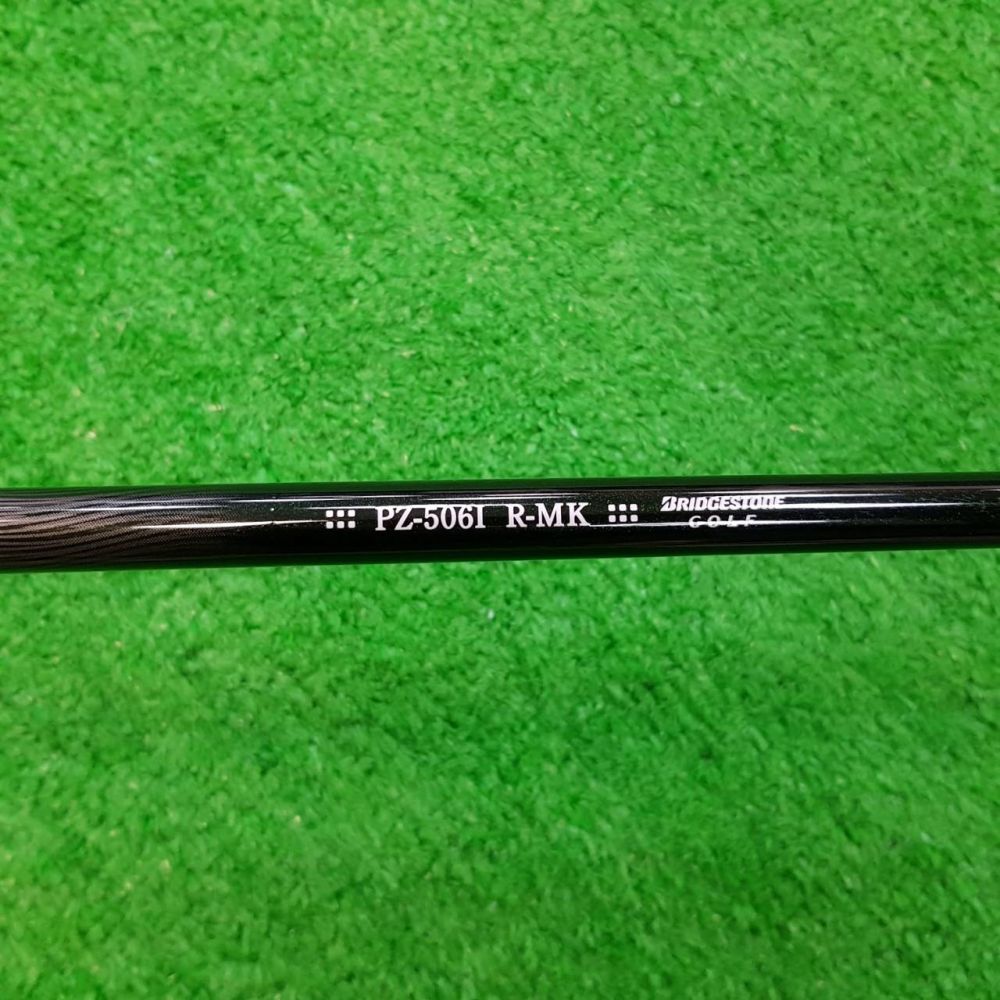 PZ-506I R-MK BRIDGESTONE
GOLF